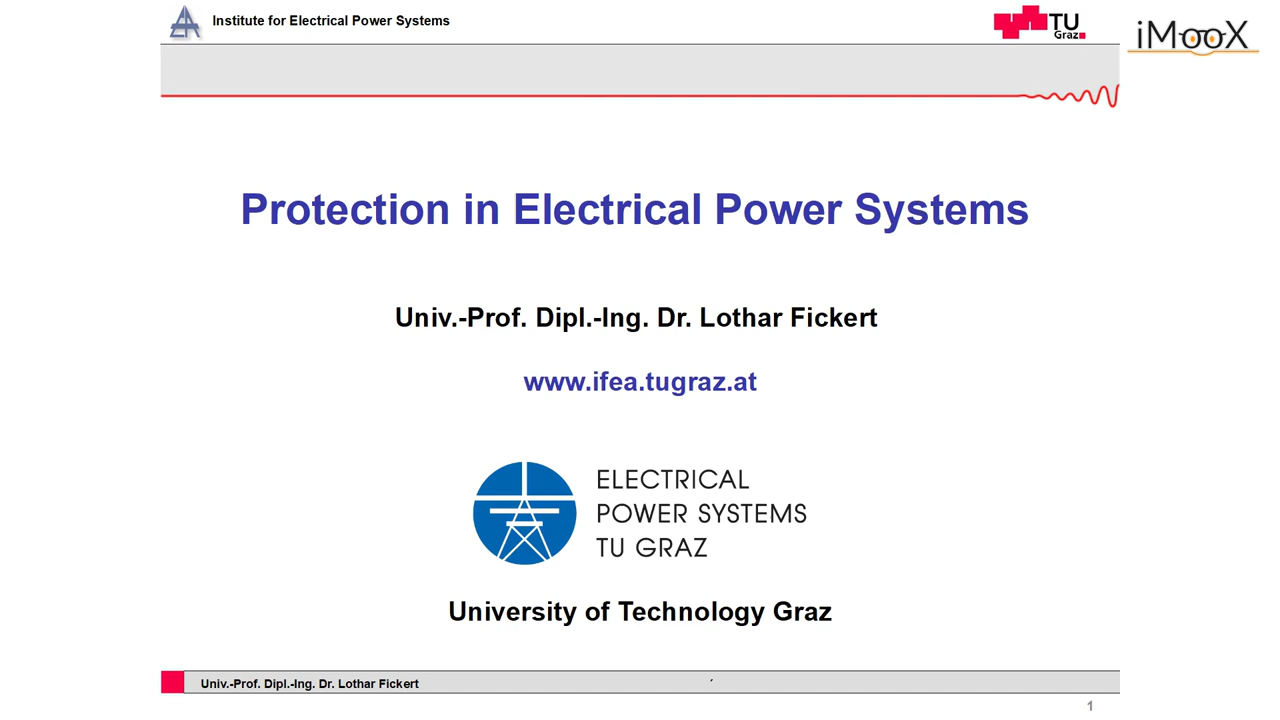 Institute for Electrical Power Systems
TU
Graz
iMooX
Protection in Electrical Power Systems
Univ.-Prof. Dipl.-Ing. Dr. Lothar Fickert
www.ifea.tugraz.at
ELECTRICAL
POWER SYSTEMS
TU GRAZ
University of Technology Graz
Univ.-Prof. Dipl.-Ing. Dr. Lothar Fickert
1